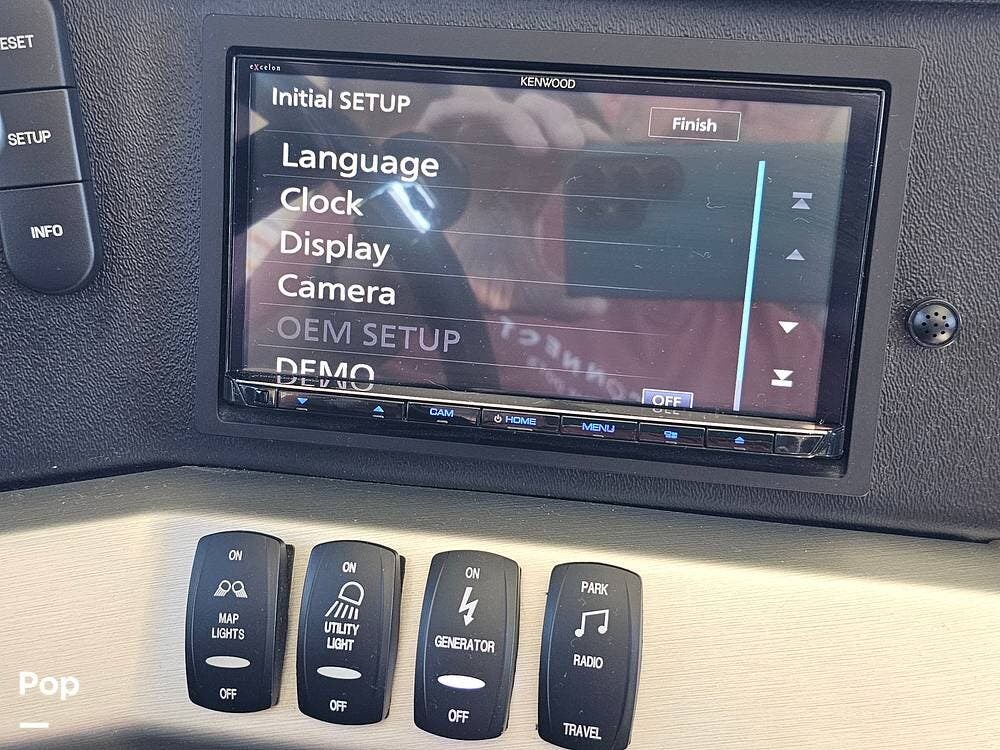 ESET
SETUP
INFO
eXcelon
KENWOOD
Initial SETUP
Finish
Language
Clock
Display
Camera
OEM SETUP
DEMO
OFF
CAM
HOME
MENU
ON
MAP
LIGHTS
OFF
ON
UTILITY
LIGHT
OFF
ON
GENERATOR
OFF
PARK
RADIO
TRAVEL
Pop